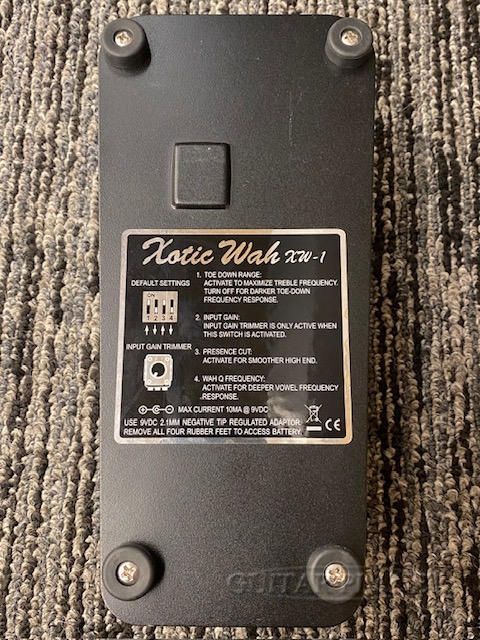 Xotic Wah XW-1
DEFAULT SETTINGS
ON
1 2 3 4
INPUT GAIN TRIMMER
1. TOE DOWN RANGE:
ACTIVATE TO MAXIMIZE TREBLE FREQUENCY.
TURN OFF FOR DARKER TOE-DOWN
FREQUENCY RESPONSE.
2. INPUT GAIN:
INPUT GAIN TRIMMER IS ONLY ACTIVE WHEN
THIS SWITCH IS ACTIVATED.
3. PRESENCE CUT:
ACTIVATE FOR SMOOTHER HIGH END.
4. WAH Q FREQUENCY:
ACTIVATE FOR DEEPER VOWEL FREQUENCY
RESPONSE.
MAX CURRENT 10MA @ 9VDC
USE 9VDC 2.1MM NEGATIVE TIP REGULATED ADAPTOR
REMOVE ALL FOUR RUBBER FEET TO ACCESS BATTERY.
CE